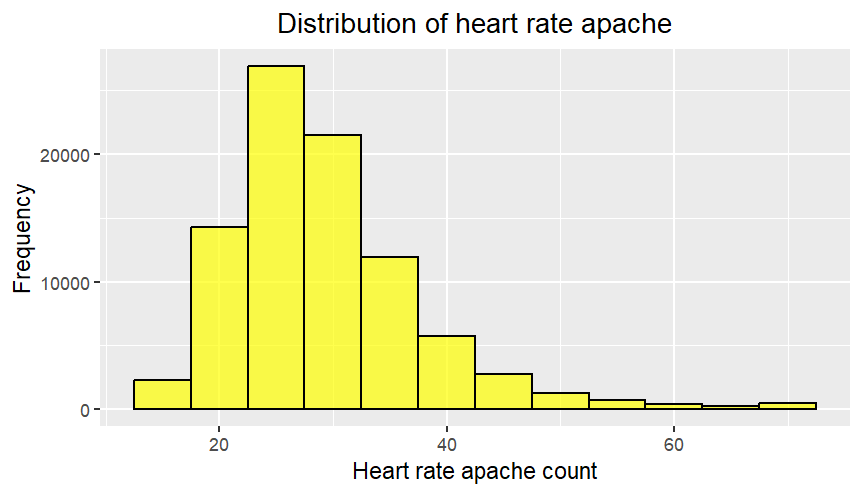 Distribution of heart rate apache
Frequency
20000
10000
0
20
40
60
Heart rate apache count